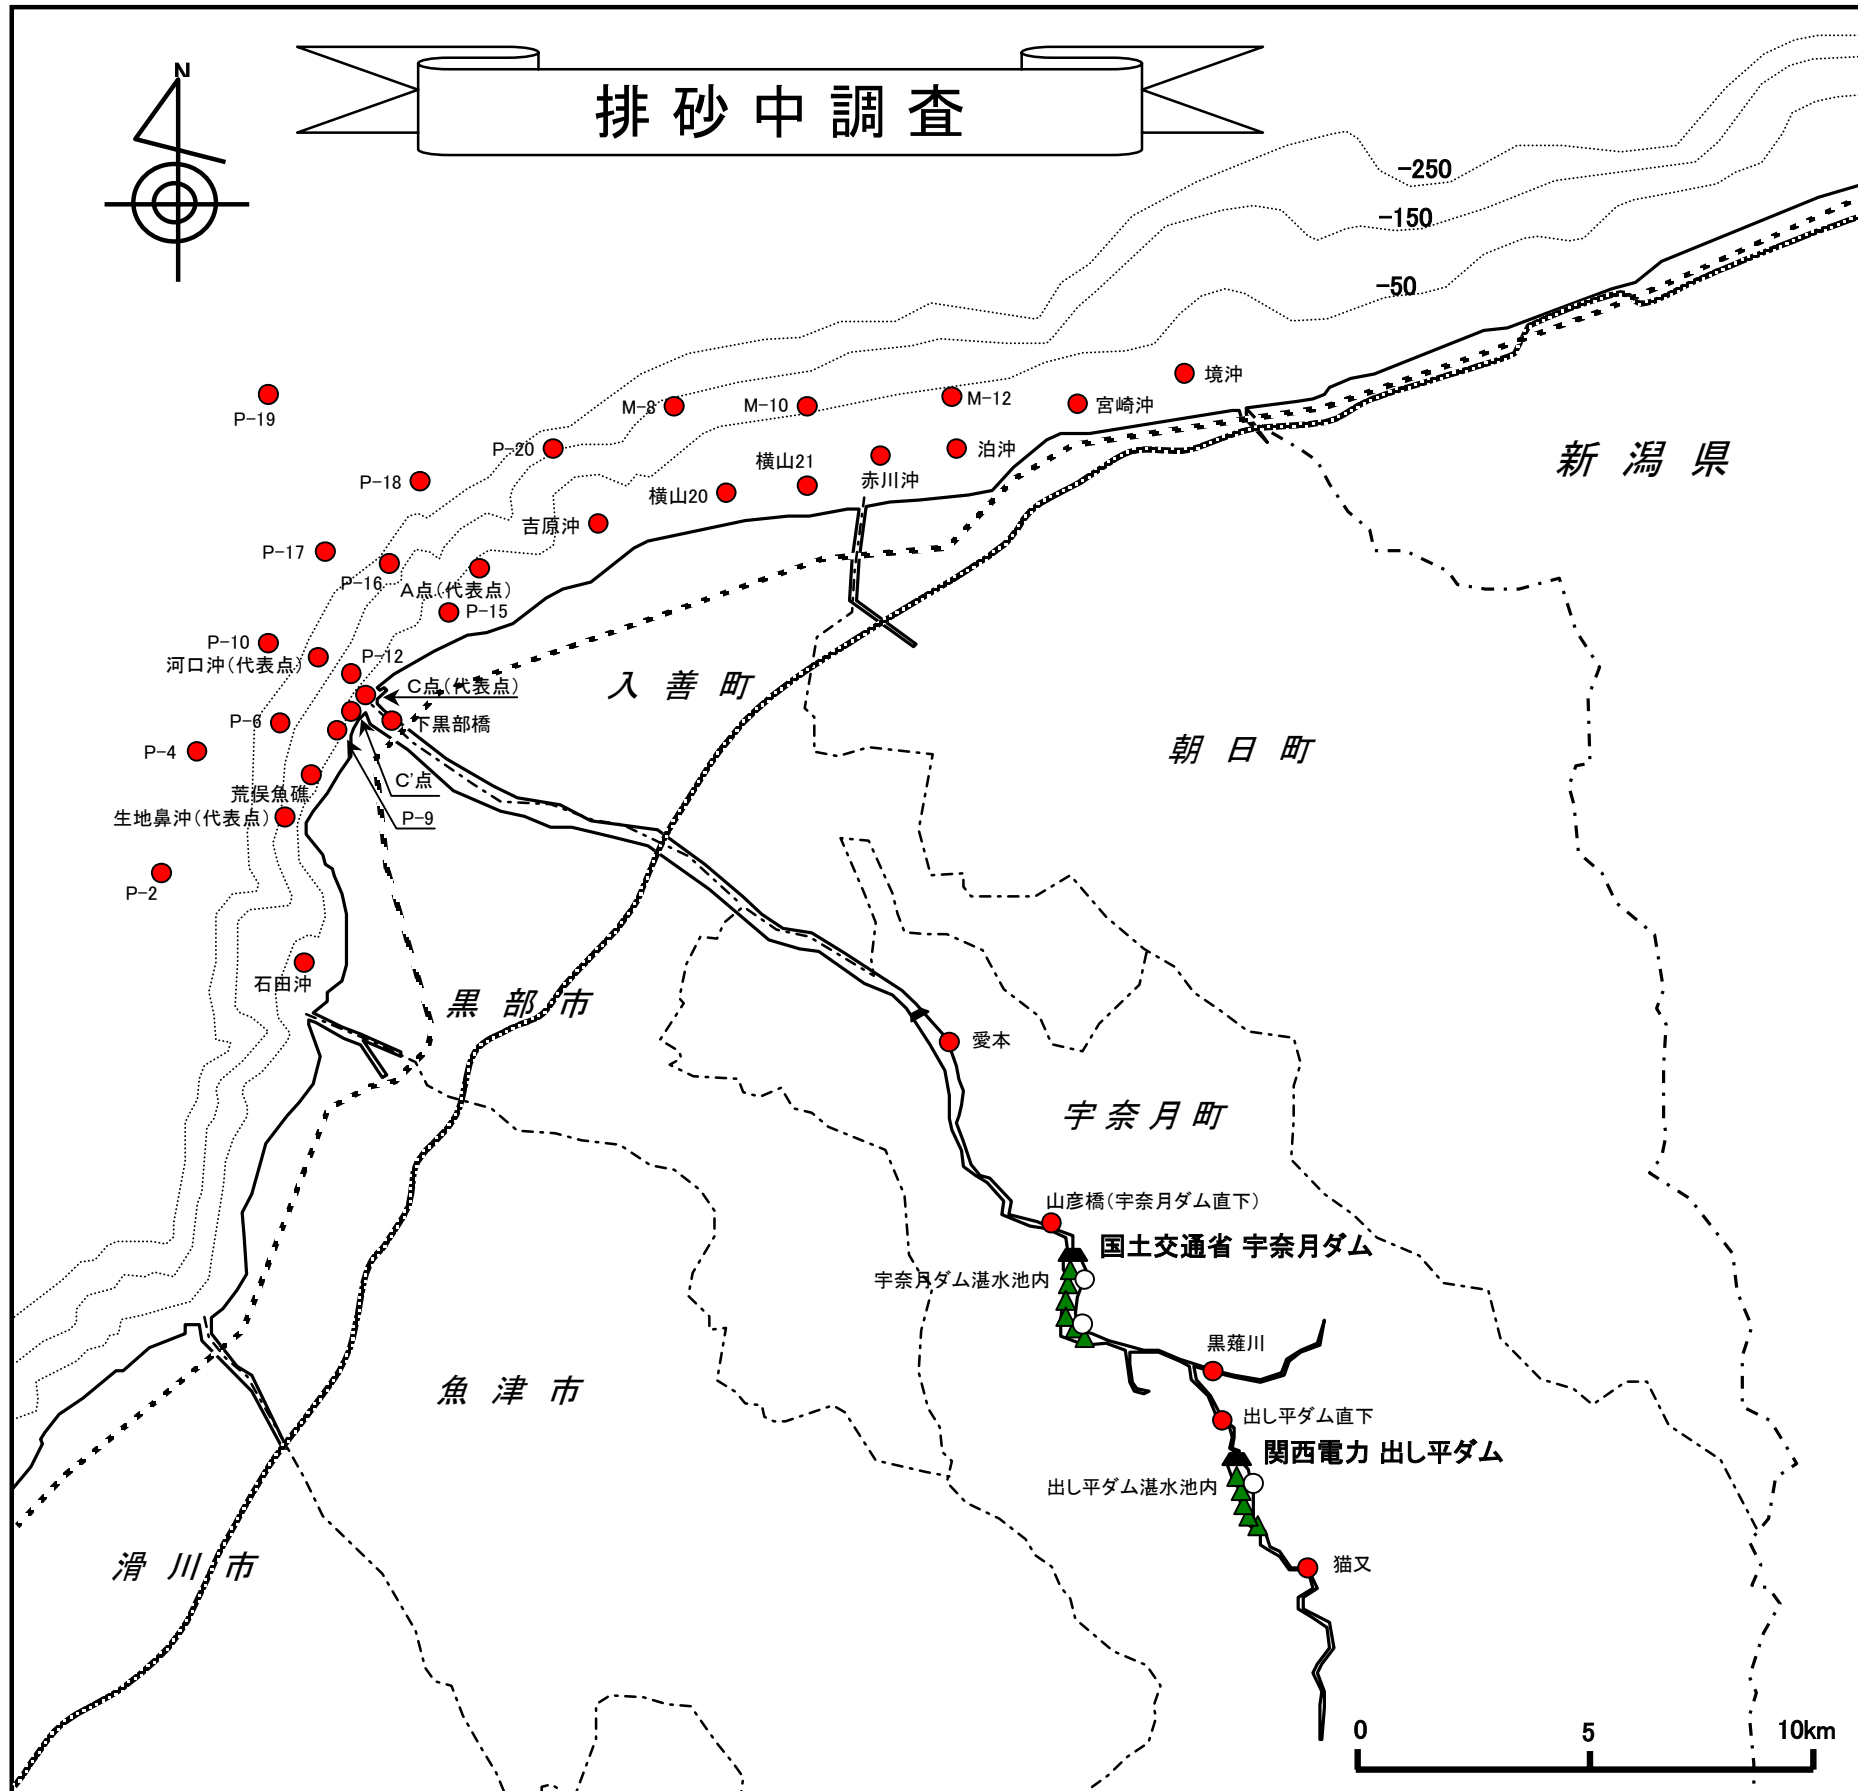 排砂中調査
N
-250
-150
-50
境沖
宮崎沖
M-12
M-10
M-8
P-19
P-20
泊沖
横山21
赤川沖
横山20
P-18
吉原沖
新潟県
P-17
P-16
A点(代表点)
P-15
P-10
河口沖(代表点)
P-12
C点(代表点)
入善町
P-6
下黒部橋
P-4
朝日町
C'点
荒俣魚礁
生地鼻沖(代表点)
P-9
P-2
石田沖
黒部市
愛本
宇奈月町
山彦橋(宇奈月ダム直下)
国土交通省 宇奈月ダム
宇奈月ダム湛水池内
黒薙川
魚津市
出し平ダム直下
関西電力 出し平ダム
出し平ダム湛水池内
滑川市
猫又
0 5 10km